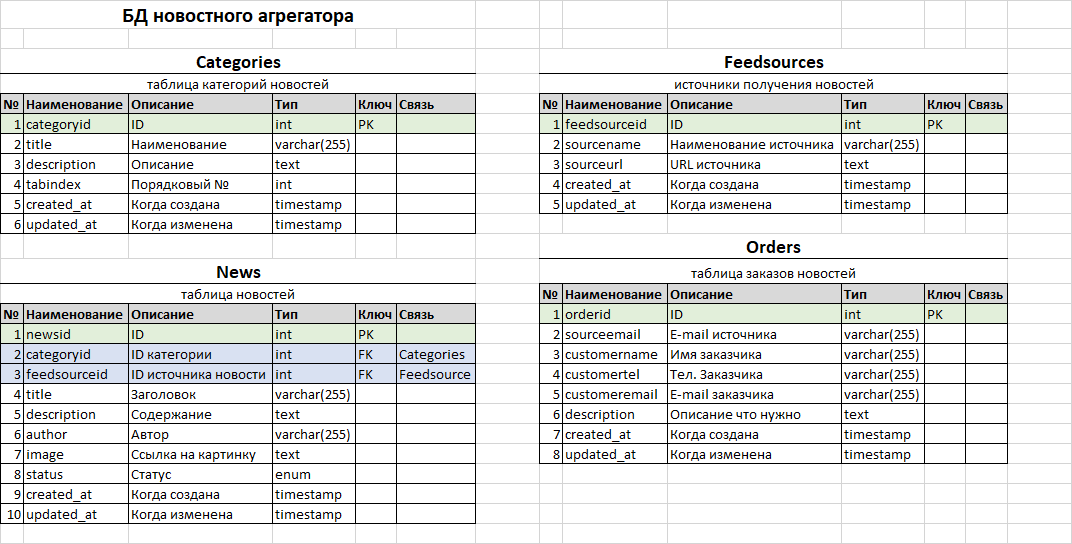 БД новостного агрегатора
Categories
таблица категорий новостей
№ Наименование Описание Тип Ключ Связь
1 categoryid ID int PK
2 title Наименование varchar(255)
3 description Описание text
4 tabindex Порядковый № int
5 created_at Когда создана timestamp
6 updated_at Когда изменена timestamp
News
таблица новостей
№ Наименование Описание Тип Ключ Связь
1 newsid ID int PK
2 categoryid ID категории int FK Categories
3 feedsourceid ID источника новости int FK Feedsource
4 title Заголовок varchar(255)
5 description Содержание text
6 author Автор varchar(255)
7 image Ссылка на картинку text
8 status Статус enum
9 created_at Когда создана timestamp
10 updated_at Когда изменена timestamp
Feedsources
источники получения новостей
№ Наименование Описание Тип Ключ Связь
1 feedsourceid ID int PK
2 sourcename Наименование источника varchar(255)
3 sourceurl URL источника text
4 created_at Когда создана timestamp
5 updated_at Когда изменена timestamp
Orders
таблица заказов новостей
№ Наименование Описание Тип Ключ Связь
1 orderid ID int PK
2 sourceemail E-mail источника varchar(255)
3 customername Имя заказчика varchar(255)
4 customertel Тел. Заказчика varchar(255)
5 customeremail E-mail заказчика varchar(255)
6 description Описание что нужно text
7 created_at Когда создана timestamp
8 updated_at Когда изменена timestamp